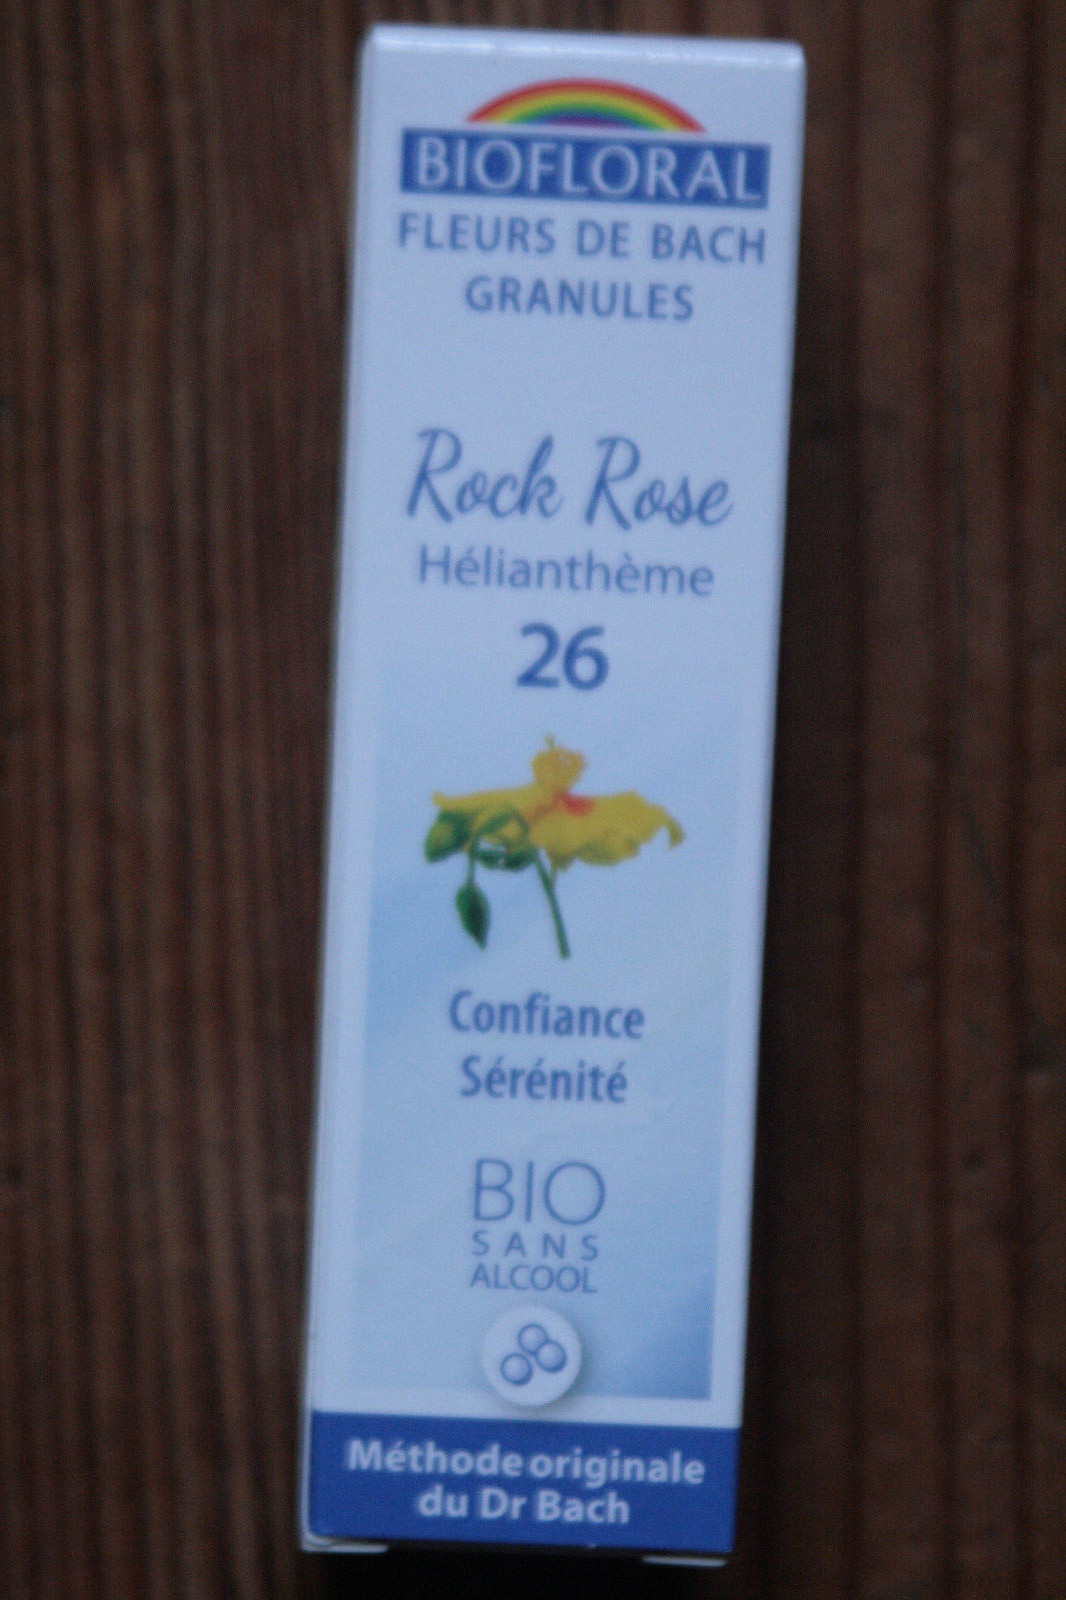 BIOFLORAL
FLEURS DE BACH
GRANULES
Rock Rose
Hélianthème
26
Confiance
Sérénité
BIO
SANS
ALCOOL
Méthode originale
du Dr Bach